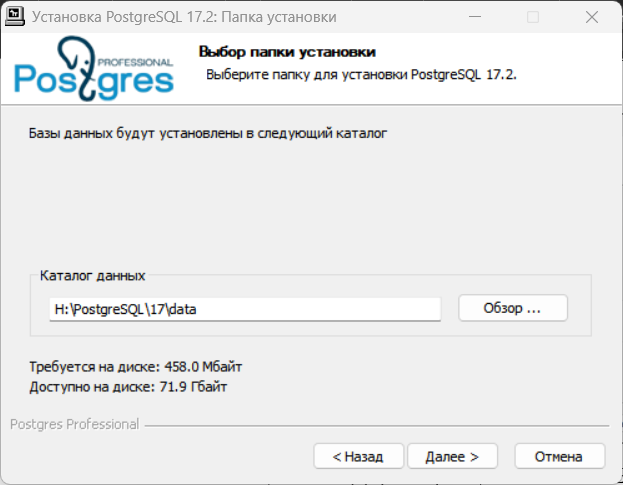 Установка PostgreSQL 17.2: Папка установки
PROFESSIONAL
Postgres
Выбор папки установки
Выберите папку для установки PostgreSQL 17.2.
Базы данных будут установлены в следующий каталог
Каталог данных
H:\PostgreSQL\17\data
Обзор ...
Требуется на диске: 458.0 Мбайт
Доступно на диске: 71.9 Гбайт
Postgres Professional
< Назад
Далее >
Отмена